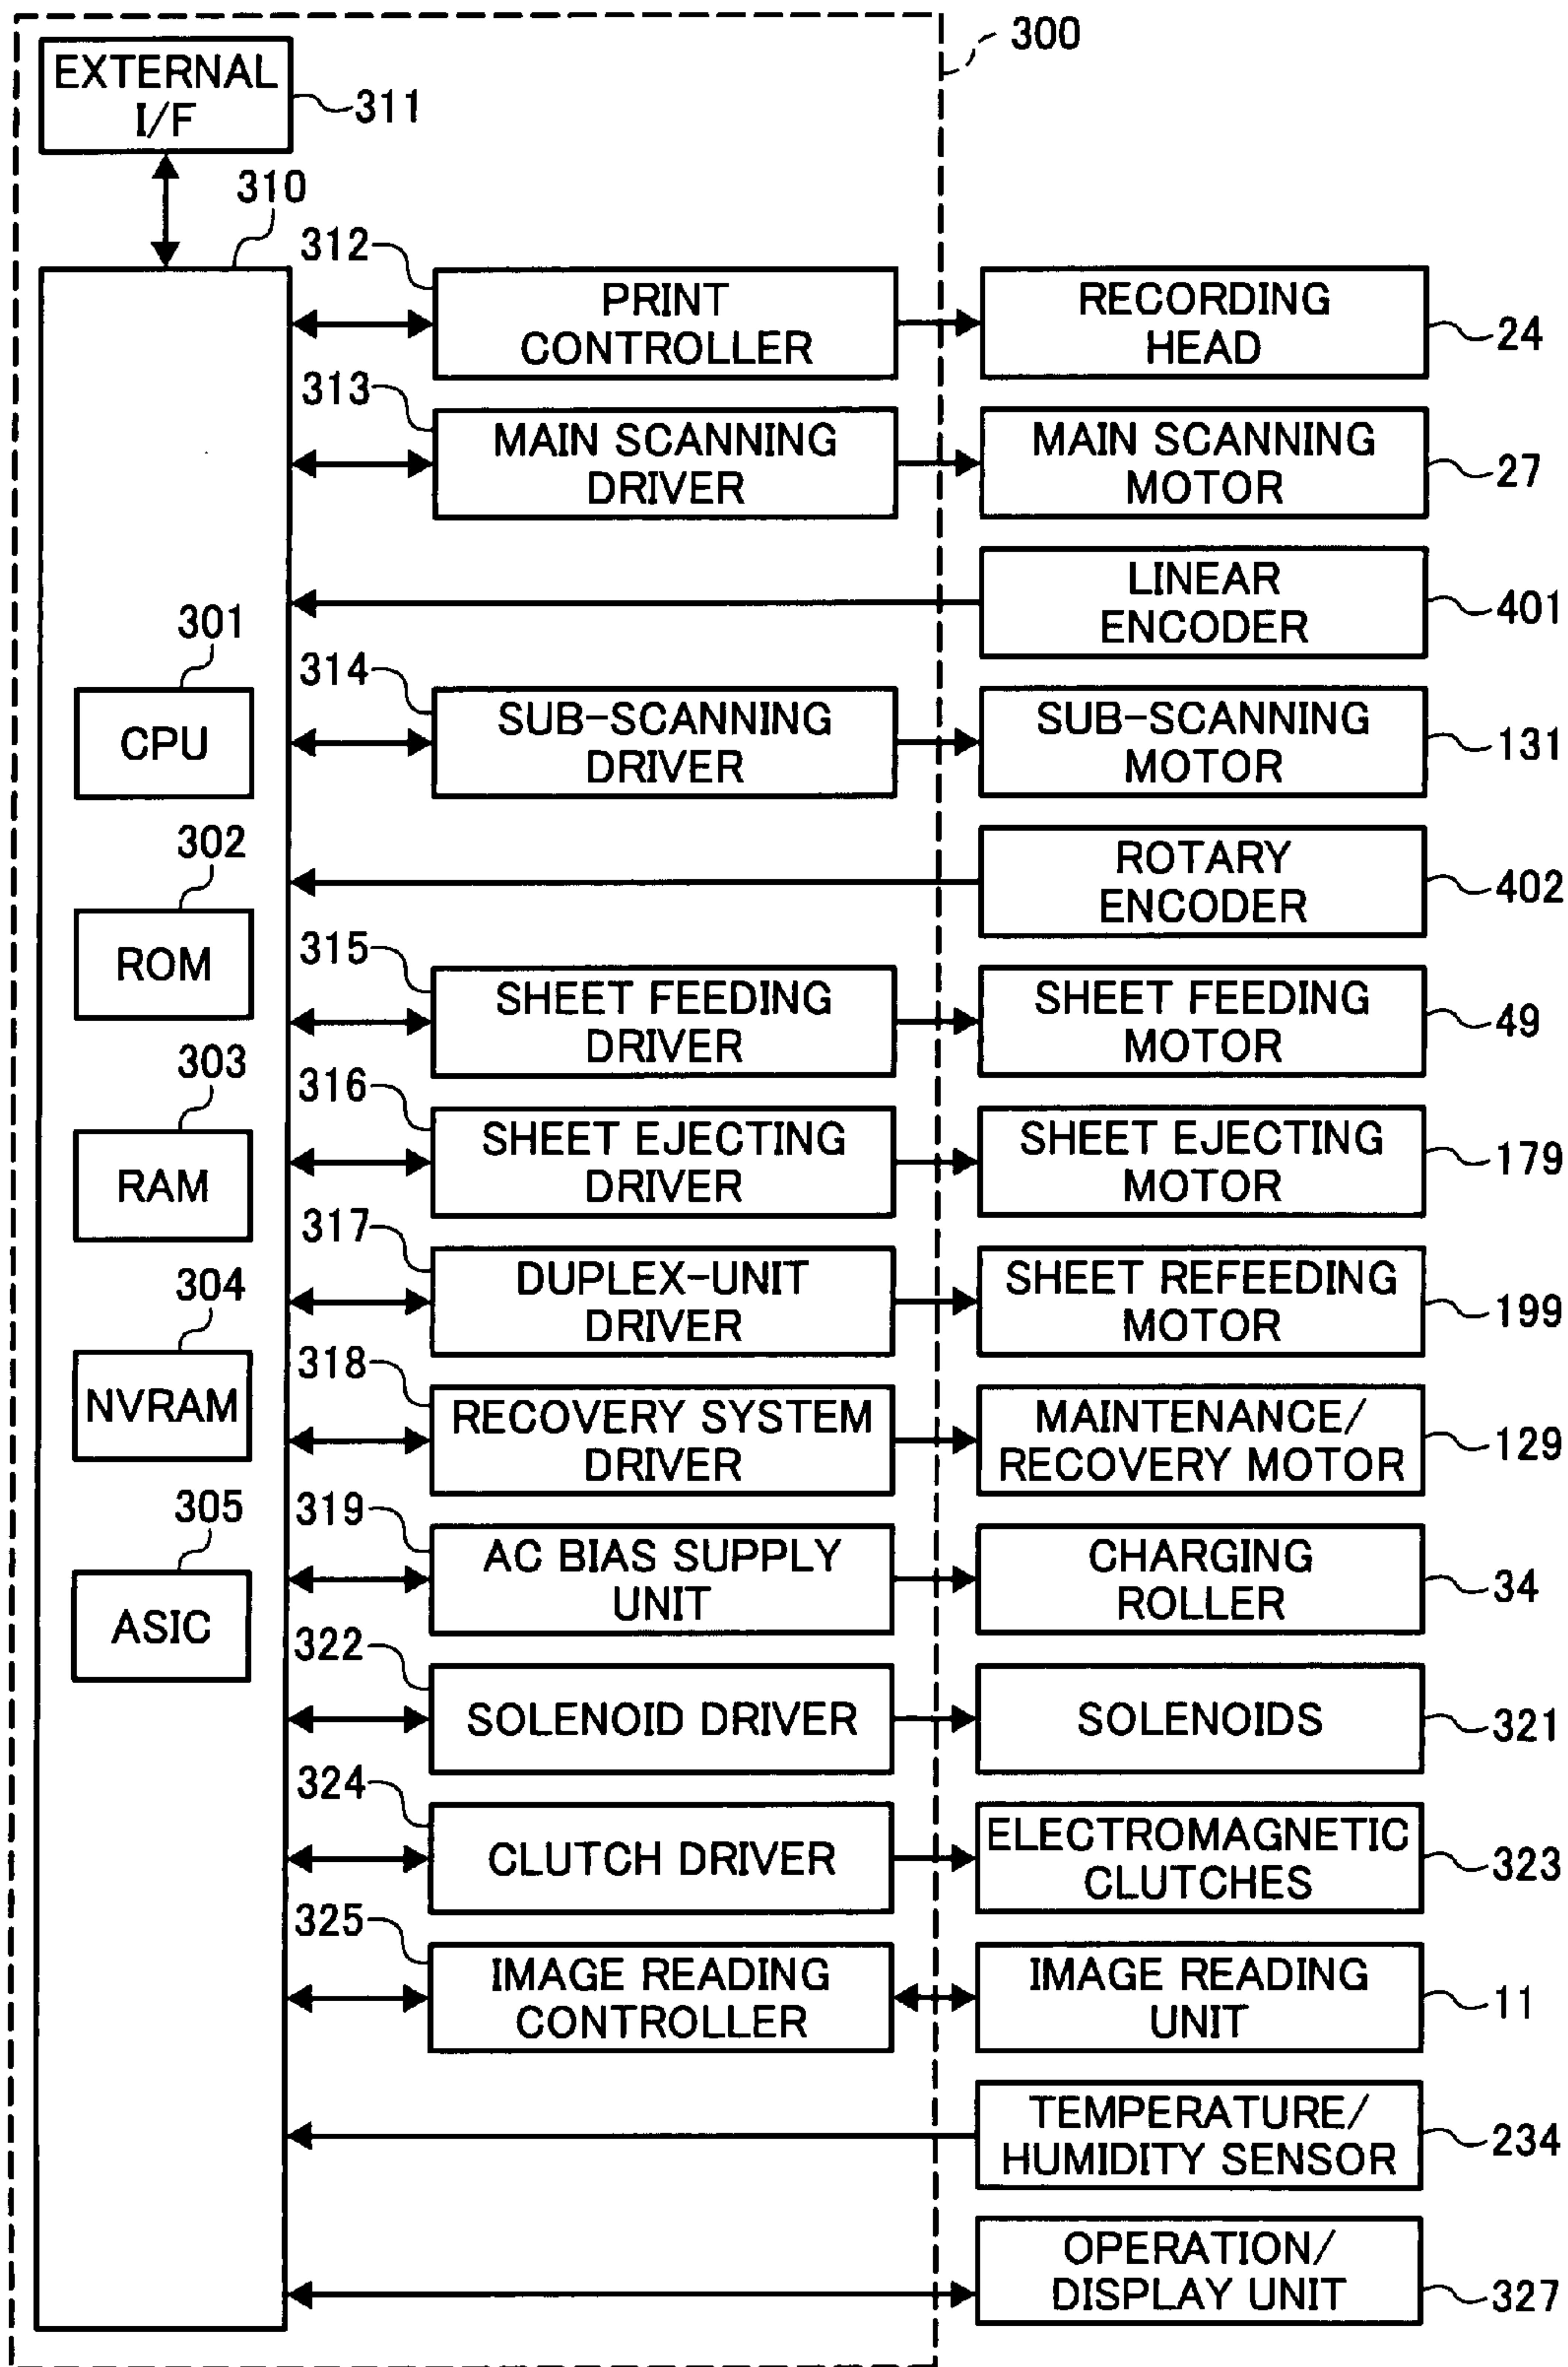 300
EXTERNAL
I/F
311
310
312
PRINT
CONTROLLER
RECORDING
HEAD
24
313
MAIN SCANNING
DRIVER
MAIN SCANNING
MOTOR
27
LINEAR
ENCODER
401
301
CPU
314
SUB-SCANNING
DRIVER
SUB-SCANNING
MOTOR
131
ROTARY
ENCODER
402
302
ROM
315
SHEET FEEDING
DRIVER
SHEET FEEDING
MOTOR
49
303
RAM
316
SHEET EJECTING
DRIVER
SHEET EJECTING
MOTOR
179
317
DUPLEX-UNIT
DRIVER
SHEET REFEEDING
MOTOR
199
304
NVRAM
318
RECOVERY SYSTEM
DRIVER
MAINTENANCE/
RECOVERY MOTOR
129
305
ASIC
319
AC BIAS SUPPLY
UNIT
CHARGING
ROLLER
34
322
SOLENOID DRIVER
SOLENOIDS
321
324
CLUTCH DRIVER
ELECTROMAGNETIC
CLUTCHES
323
325
IMAGE READING
CONTROLLER
IMAGE READING
UNIT
11
TEMPERATURE/
HUMIDITY SENSOR
234
OPERATION/
DISPLAY UNIT
327